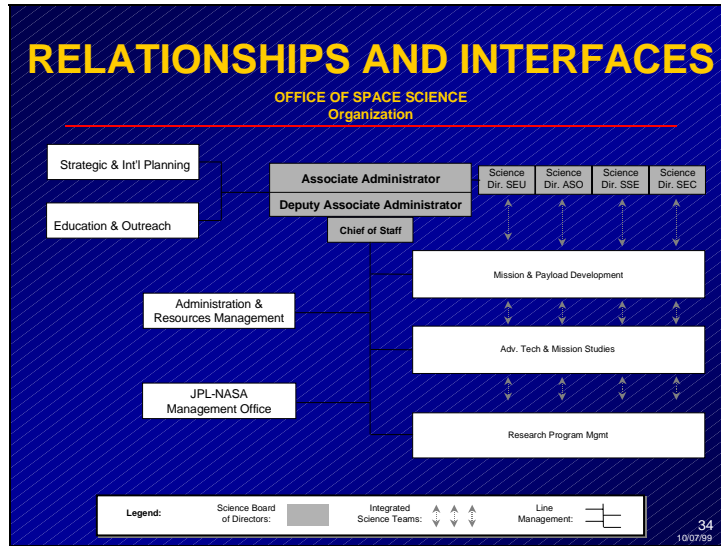 RELATIONSHIPS AND INTERFACES
OFFICE OF SPACE SCIENCE
Organization
Strategic & Int'l Planning
Education & Outreach
Associate Administrator
Deputy Associate Administrator
Chief of Staff
Science
Dir. SEU
Science
Dir. ASO
Science
Dir. SSE
Science
Dir. SEC
Mission & Payload Development
Administration &
Resources Management
Adv. Tech & Mission Studies
JPL-NASA
Management Office
Research Program Mgmt
Legend:
Science Board
of Directors:
Integrated
Science Teams:
Line
Management:
34
10/07/99